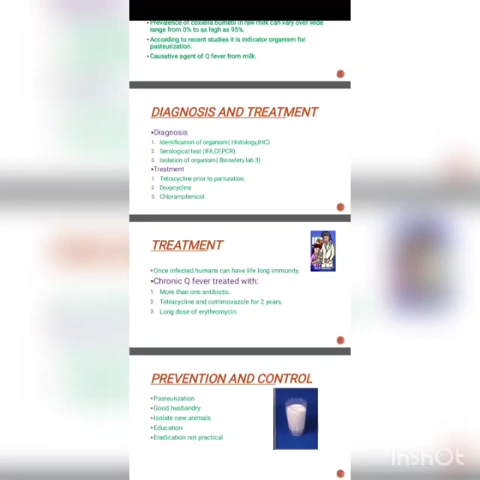 •Prevalence of coxiella burnetii in raw milk can vary over wide
range from 0% to as high as 95%.
•According to recent studies it is indicator organism for
pasteurization.
•Causative agent of Q fever from milk.
DIAGNOSIS AND TREATMENT
•Diagnosis
1. Identification of organism( Histology,IHC)
2. Serological test (IFA,CF,PCR)
3. Isolation of organism( Biosafety lab 3)
•Treatment
1. Tetracycline prior to parturation.
2. Doxycycline
3. Chloramphenicol
TREATMENT
•Once infected humans can have life long immunity.
•Chronic Q fever treated with:
1. More than one antibiotic.
2. Tetracycline and cotrimoxazole for 2 years.
3. Long dose of erythromycin.
PREVENTION AND CONTROL
•Pasteurization
•Good husbandry
•Isolate new animals
•Education
•Eradication not practical
InShOt